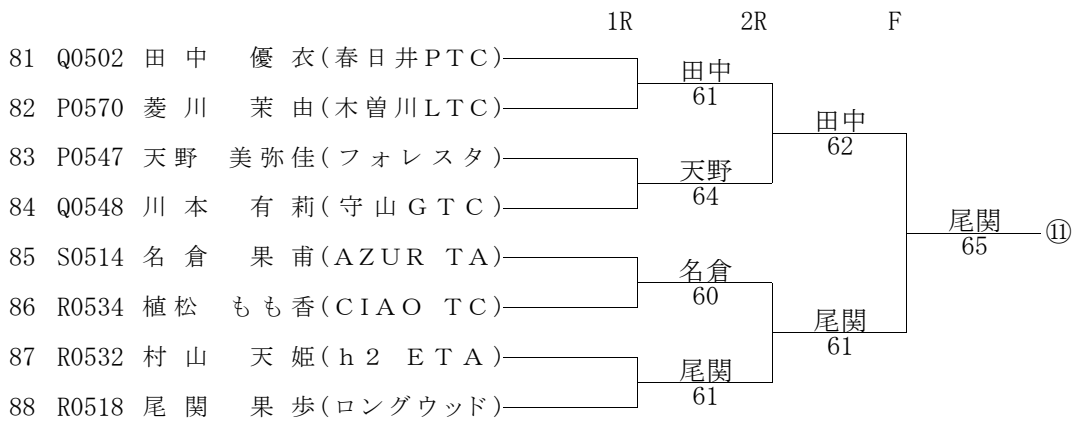 1R 2R F
81 Q0502 田中 優衣(春日井PTC)
田中
61
82 P0570 菱川 茉由(木曽川LTC)
田中
62
83 P0547 天野 美弥佳(フォレスタ)
天野
64
84 Q0548 川本 有莉(守山GTC)
尾関
65
⑪
85 S0514 名倉 果甫(AZUR TA)
名倉
60
86 R0534 植松 もも香(CIAO TC)
尾関
61
87 R0532 村山 天姫(h2 ETA)
尾関
61
88 R0518 尾関 果歩(ロングウッド)